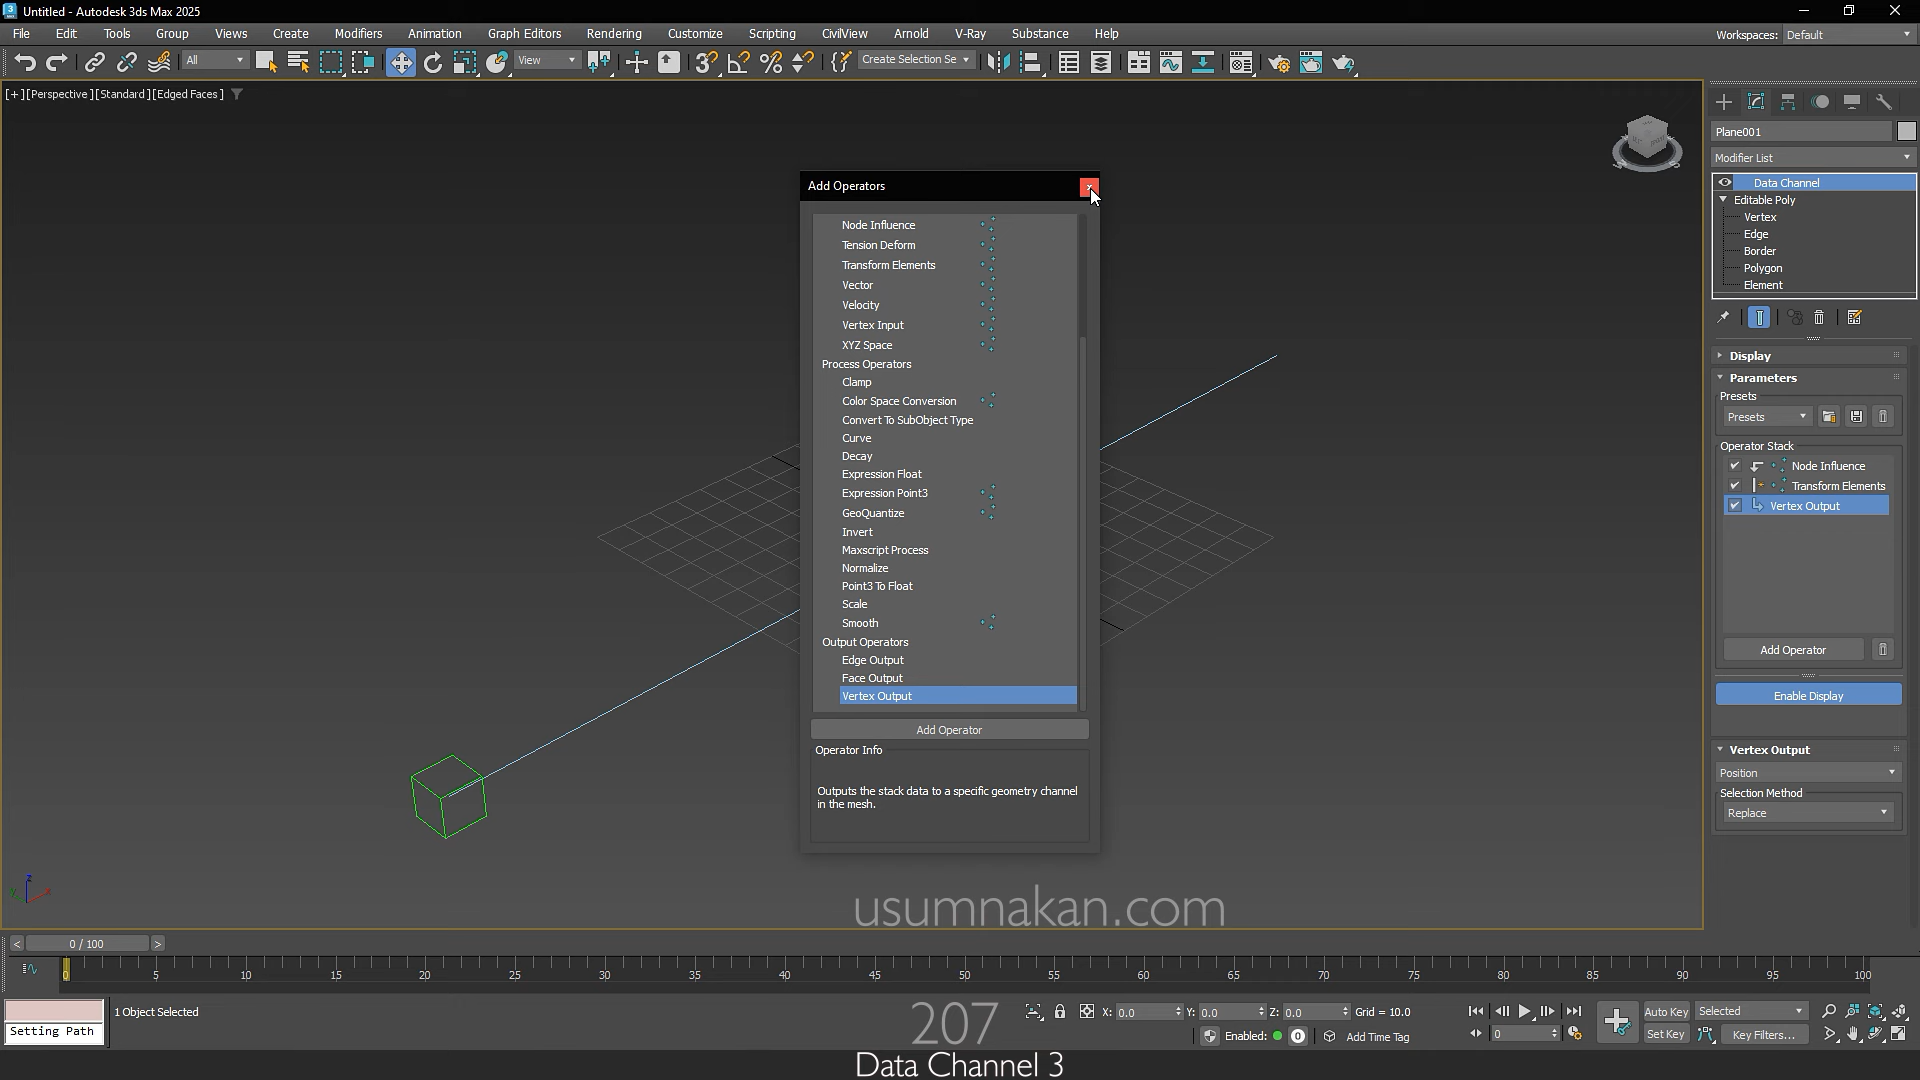 Untitled - Autodesk 3ds Max 2025
File Edit Tools Group Views Create Modifiers Animation Graph Editors Rendering Customize Scripting CivilView Arnold V-Ray Substance Help
Workspaces: Default
All View Create Selection Se
[+] [Perspective ] [Standard ] [Edged Faces ]
Plane001
Modifier List
Data Channel
Editable Poly
Vertex
Edge
Border
Polygon
Element
Display
Parameters
Presets
Presets
Operator Stack
Node Influence
Transform Elements
Vertex Output
Add Operator
Enable Display
Vertex Output
Position
Selection Method
Replace
Add Operators
Node Influence
Tension Deform
Transform Elements
Vector
Velocity
Vertex Input
XYZ Space
Process Operators
Clamp
Color Space Conversion
Convert To SubObject Type
Curve
Decay
Expression Float
Expression Point3
GeoQuantize
Invert
Maxscript Process
Normalize
Point3 To Float
Scale
Smooth
Output Operators
Edge Output
Face Output
Vertex Output
Add Operator
Operator Info
Outputs the stack data to a specific geometry channel
in the mesh.
usumnakan.com
z
y x
< 0 / 100 >
0 5 10 15 20 25 30 35 40 45 50 55 60 65 70 75 80 85 90 95 100
Setting Path
1 Object Selected
207
X: 0.0 Y: 0.0 Z: 0.0 Grid = 10.0
Enabled: 0 Add Time Tag
0
Auto Key Selected
Set Key Key Filters...
Data Channel 3